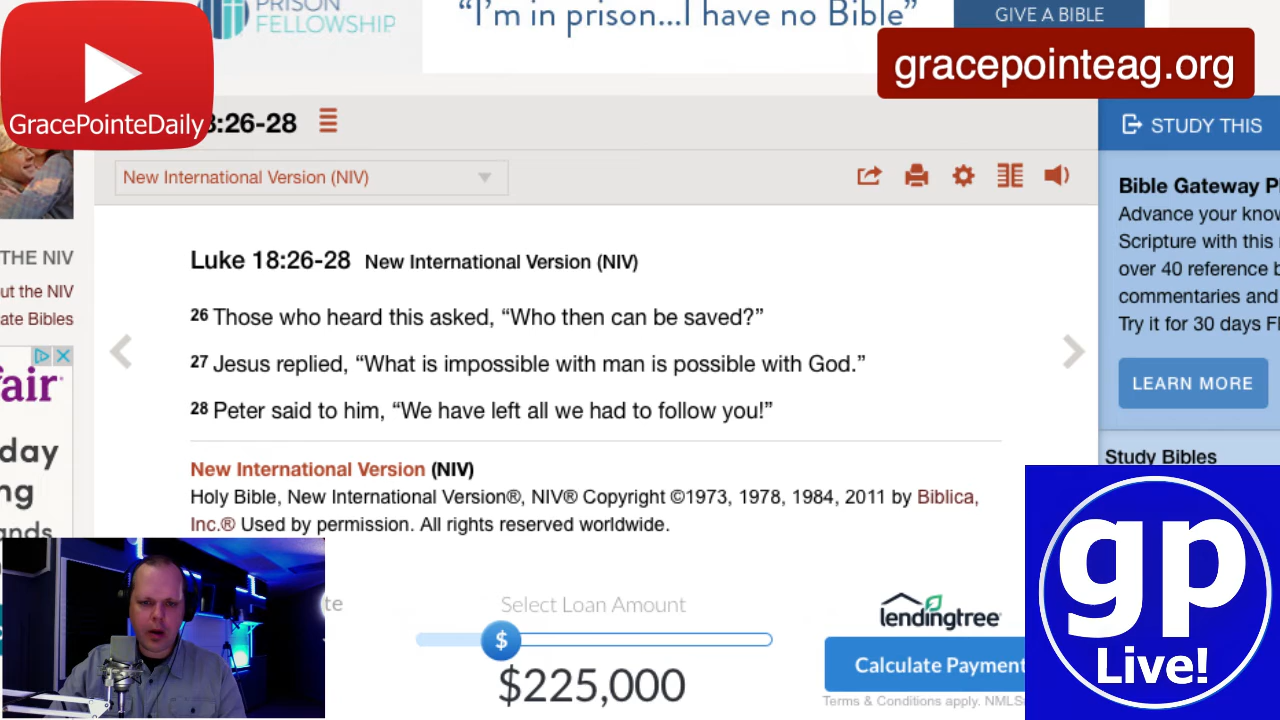 PRISON
FELLOWSHIP
“I’m in prison...I have no Bible”
GIVE A BIBLE
gracepointeag.org
GracePointeDaily
:26-28
STUDY THIS
New International Version (NIV)
Bible Gateway
Advance your
Scripture with this
over 40 reference
commentaries and
Try it for 30 days
LEARN MORE
Study Bibles
THE NIV
the NIV
Bibles
Luke 18:26-28 New International Version (NIV)
26 Those who heard this asked, “Who then can be saved?”
27 Jesus replied, “What is impossible with man is possible with God.”
28 Peter said to him, “We have left all we had to follow you!”
New International Version (NIV)
Holy Bible, New International Version®, NIV® Copyright ©1973, 1978, 1984, 2011 by Biblica,
Inc.® Used by permission. All rights reserved worldwide.
Select Loan Amount
$
$225,000
lendingtree
Calculate Payment
Terms & Conditions apply.
gp
Live!